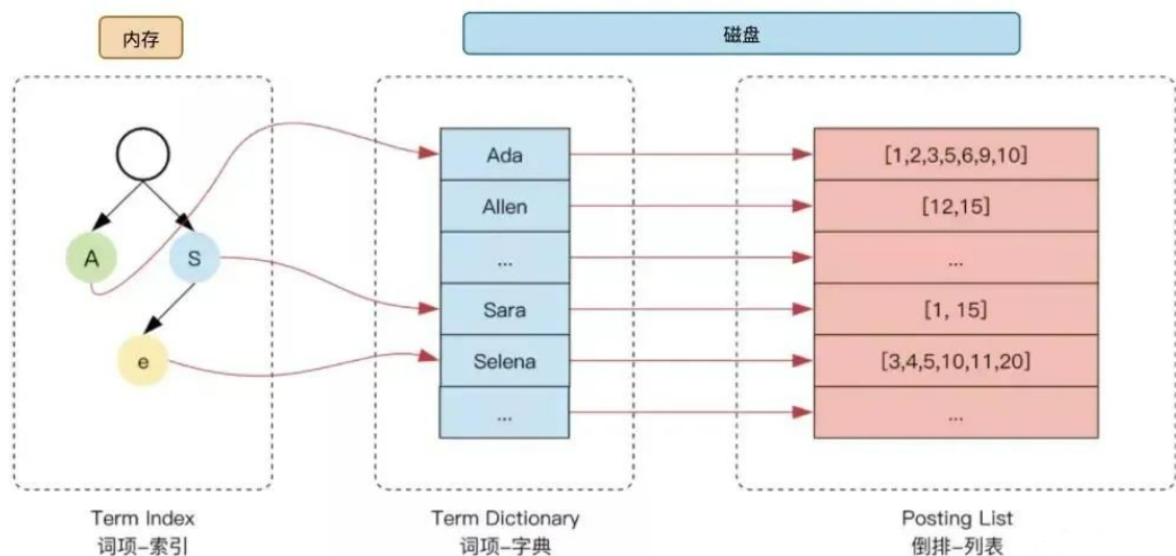 内存
磁盘
A
S
e
Ada
Allen
...
Sara
Selena
...
[1,2,3,5,6,9,10]
[12,15]
...
[1, 15]
[3,4,5,10,11,20]
...
Term Index
词项-索引
Term Dictionary
词项-字典
Posting List
倒排-列表